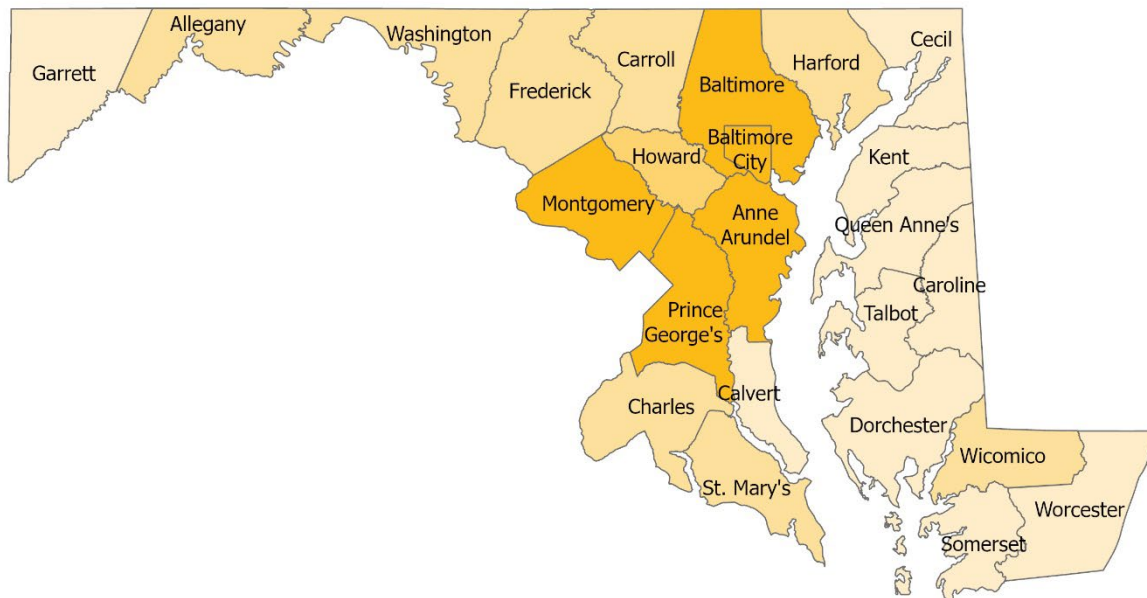 Allegany
Washington
Cecil
Garrett
Carroll
Harford
Frederick
Baltimore
Baltimore
City
Howard
Kent
Montgomery
Anne
Arundel
Queen Anne's
Caroline
Talbot
Prince
George's
Calvert
Charles
Dorchester
Wicomico
St. Mary's
Worcester
Somerset